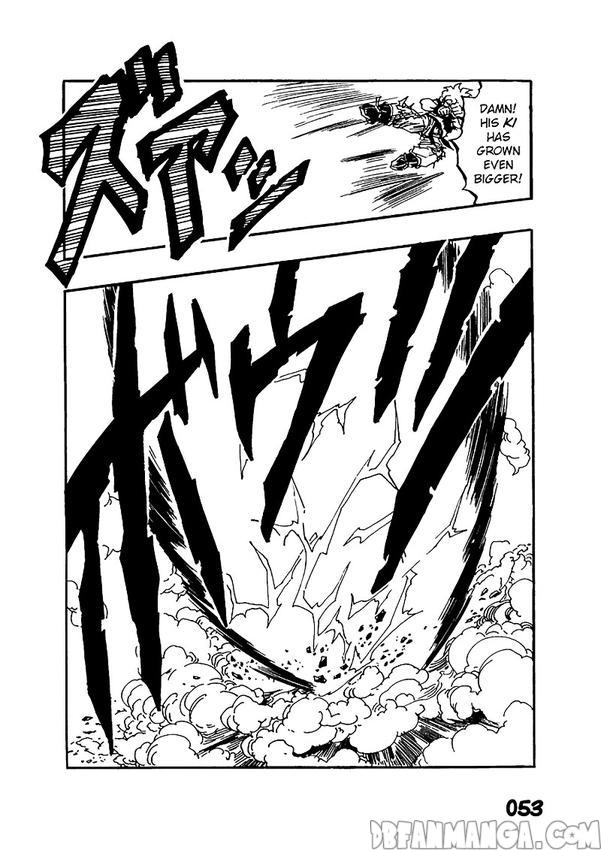 DAMN!
HIS KI
HAS
GROWN
EVEN
BIGGER!
ズアッ
ボウッ
053
DBFANMANGA.COM